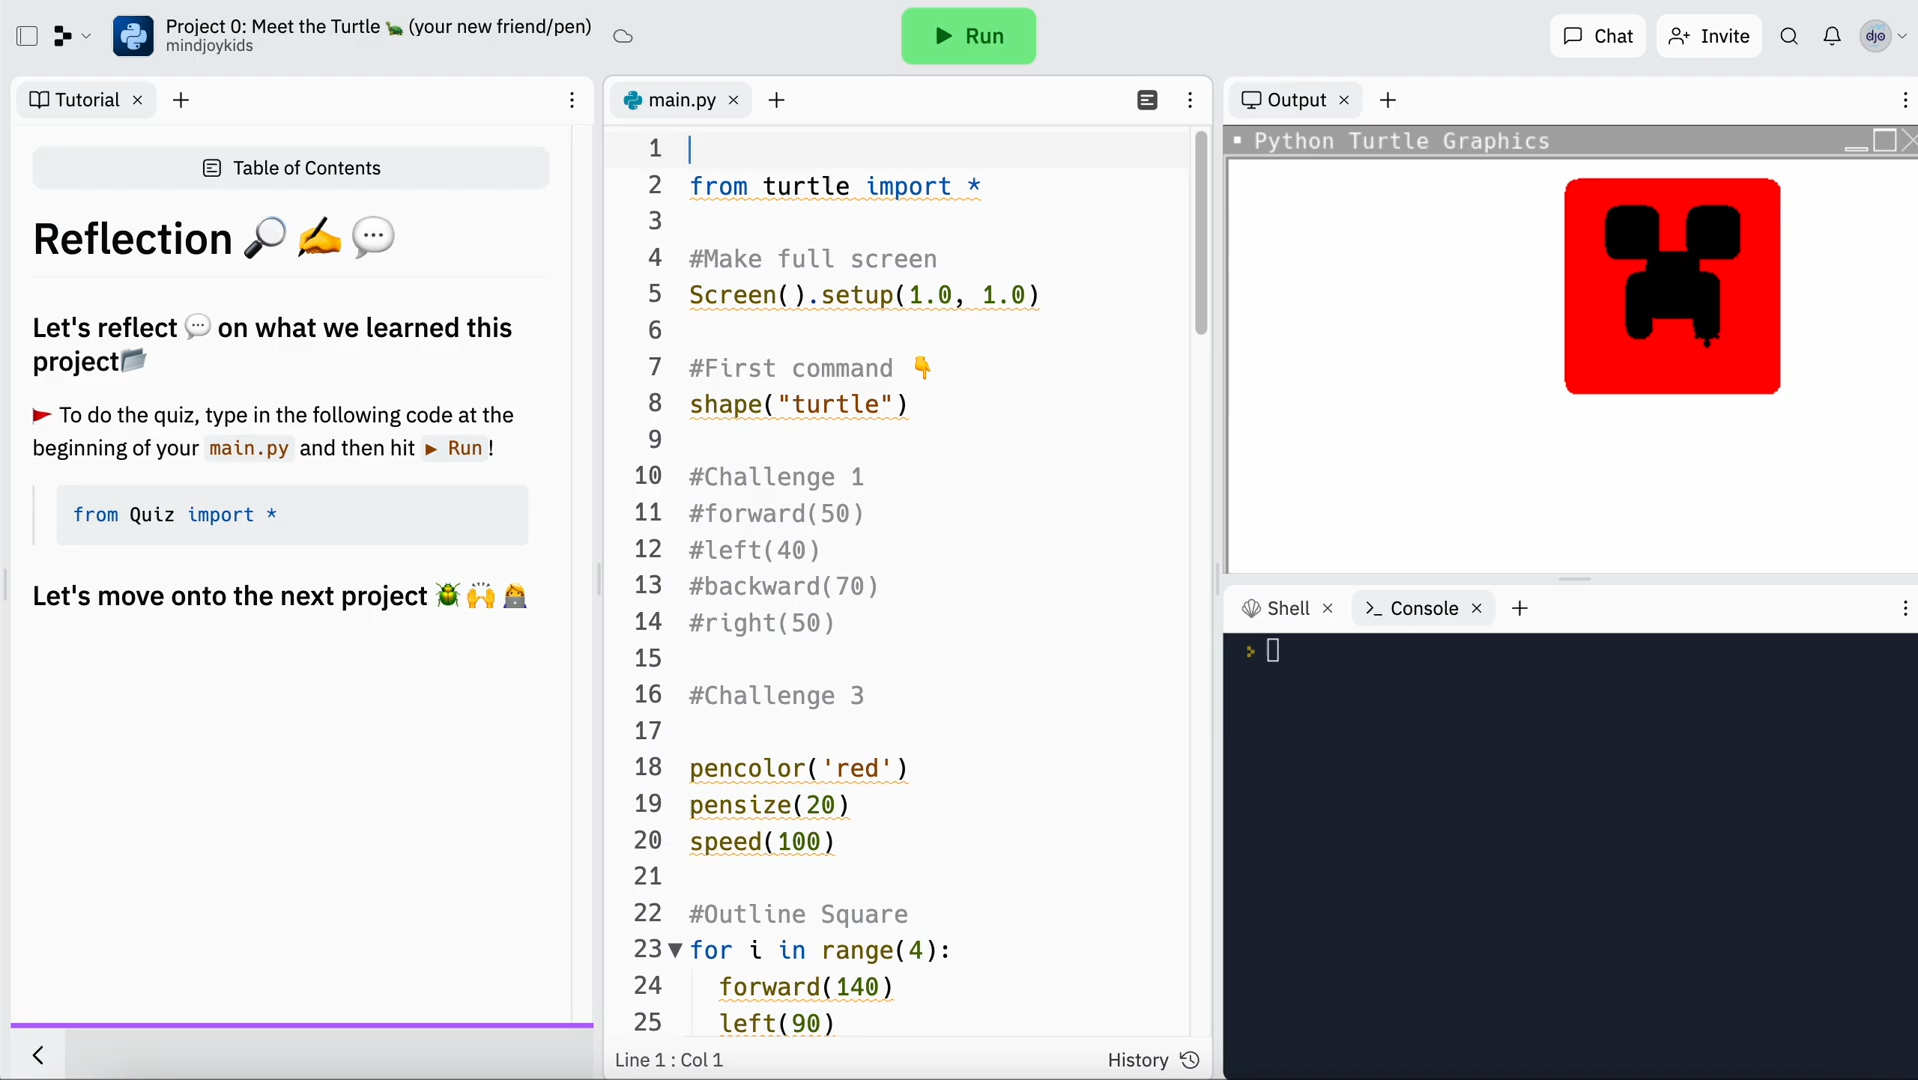 Project 0: Meet the Turtle 🐢 (your new friend/pen)
mindjoykids
Run
Chat
Invite
djo
Tutorial
Table of Contents
Reflection 🔎 ✍️ 💬
Let's reflect 💬 on what we learned this
project📂
🚩 To do the quiz, type in the following code at the
beginning of your main.py and then hit ▶ Run!
from Quiz import *
Let's move onto the next project 🪲 🙌 👩‍💻
main.py
1
2 from turtle import *
3
4 #Make full screen
5 Screen().setup(1.0, 1.0)
6
7 #First command 👇
8 shape("turtle")
9
10 #Challenge 1
11 #forward(50)
12 #left(40)
13 #backward(70)
14 #right(50)
15
16 #Challenge 3
17
18 pencolor('red')
19 pensize(20)
20 speed(100)
21
22 #Outline Square
23 for i in range(4):
24 forward(140)
25 left(90)
Line 1 : Col 1
History
Output
Python Turtle Graphics
Shell
>_ Console